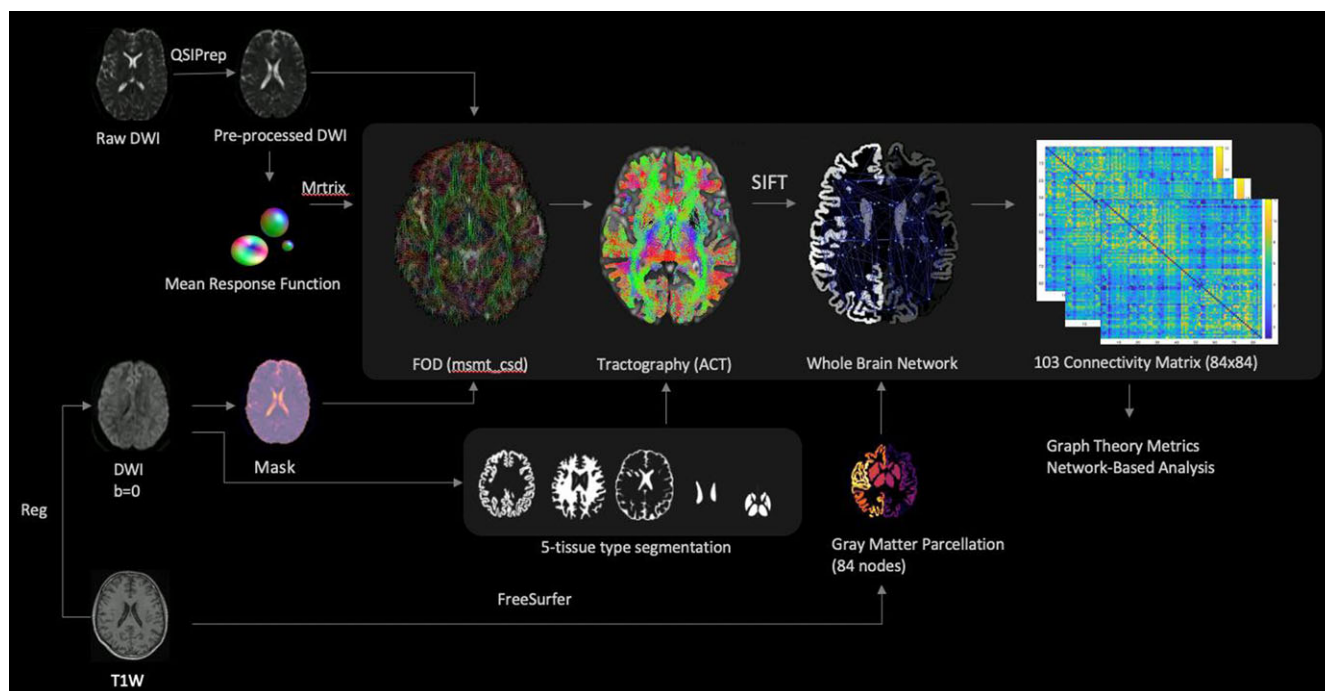 QSIPrep
Raw DWI
Pre-processed DWI
Mrtrix
SIFT
Mean Response Function
FOD (msmt_csd)
Tractography (ACT)
Whole Brain Network
103 Connectivity Matrix (84x84)
DWI
b=0
Mask
Graph Theory Metrics
Network-Based Analysis
Reg
5-tissue type segmentation
Gray Matter Parcellation
(84 nodes)
FreeSurfer
T1W